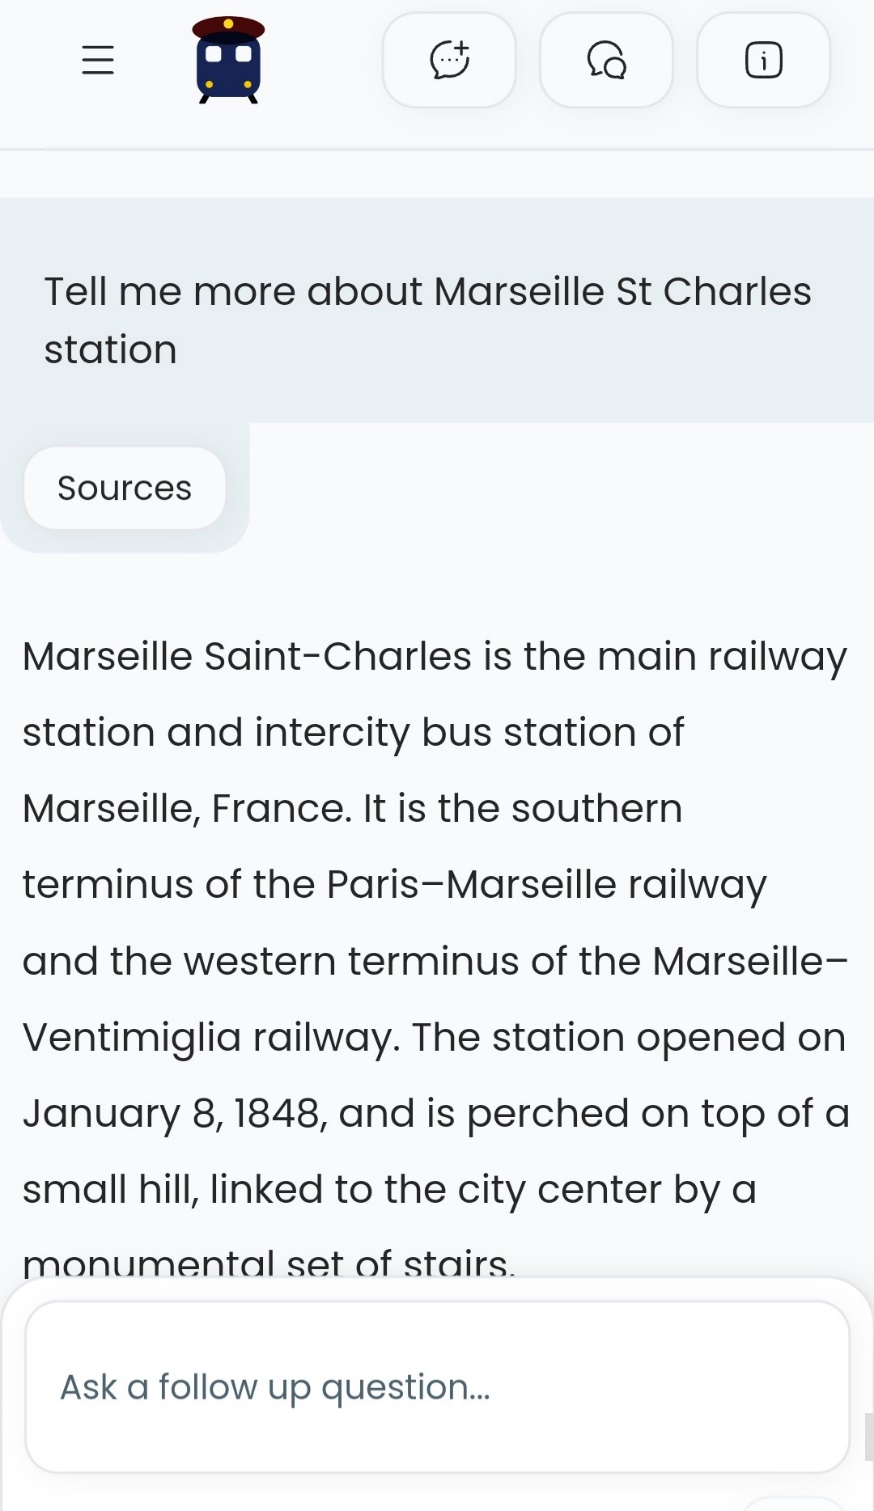 Tell me more about Marseille St Charles
station
Sources
Marseille Saint-Charles is the main railway
station and intercity bus station of
Marseille, France. It is the southern
terminus of the Paris–Marseille railway
and the western terminus of the Marseille–
Ventimiglia railway. The station opened on
January 8, 1848, and is perched on top of a
small hill, linked to the city center by a
monumental set of stairs.
Ask a follow up question...